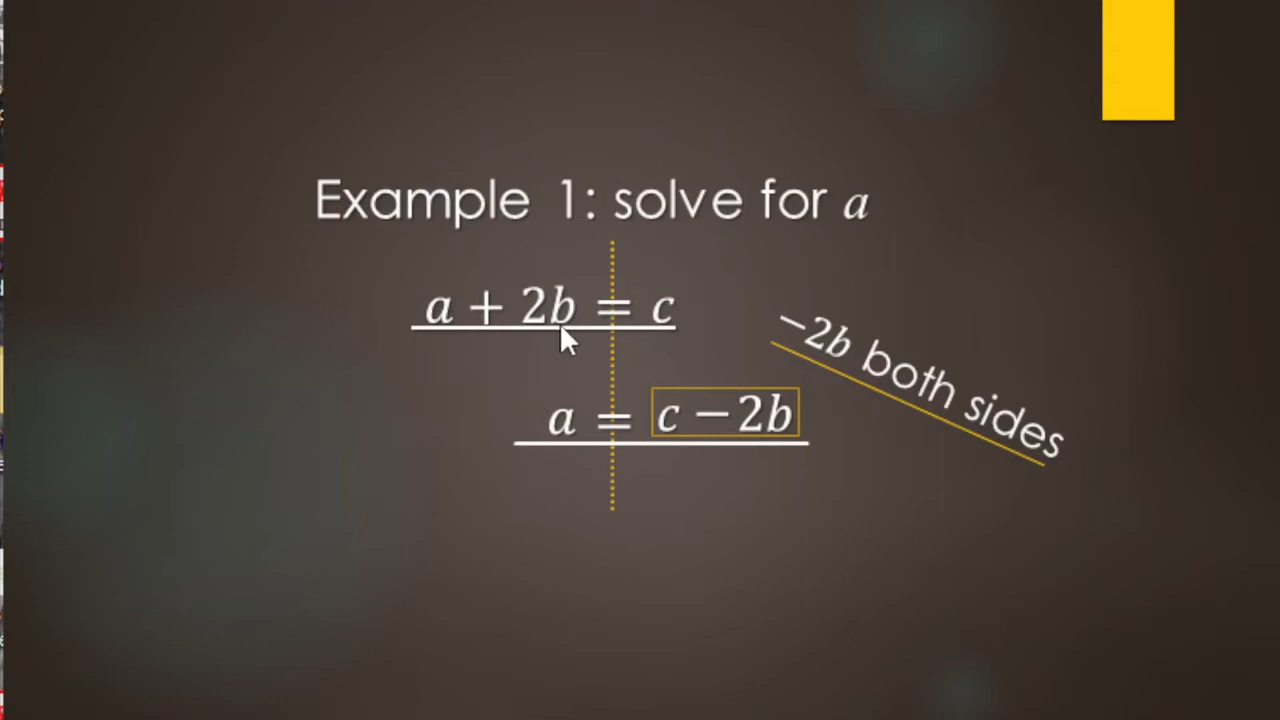 Example 1: solve for a
a + 2b = c
−2b both sides
a = c − 2b